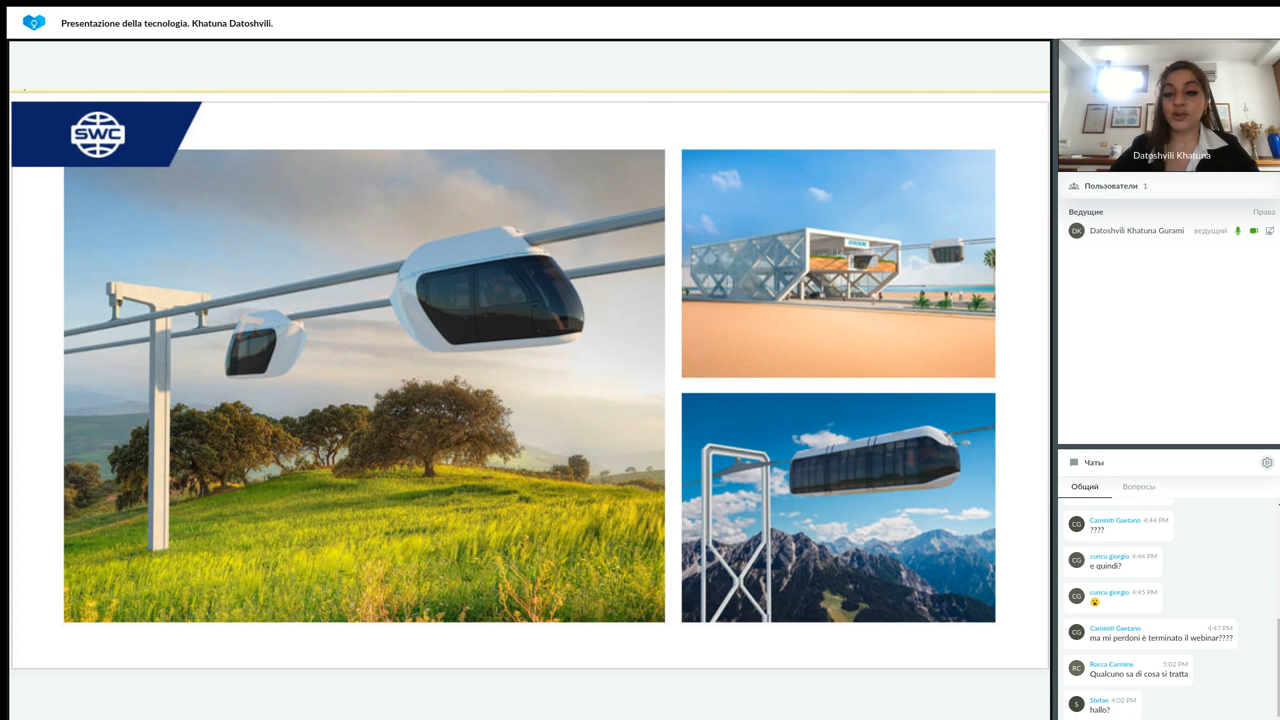 Presentazione della tecnologia. Khatuna Datoshvili.
SWC
Datoshvili Khatuna
Пользователи 1
Ведущие Права
DK Datoshvili Khatuna Gurami ведущий
Чаты
Общий Вопросы
CG Caminiti Gaetano 4:44 PM
????
CG cuncu giorgio 4:44 PM
e quindi?
CG cuncu giorgio 4:45 PM
😮
CG Caminiti Gaetano 4:47 PM
ma mi perdoni è terminato il webinar????
RC Rocca Carmine 5:02 PM
Qualcuno sa di cosa si tratta
S Stefan 4:02 PM
hallo?